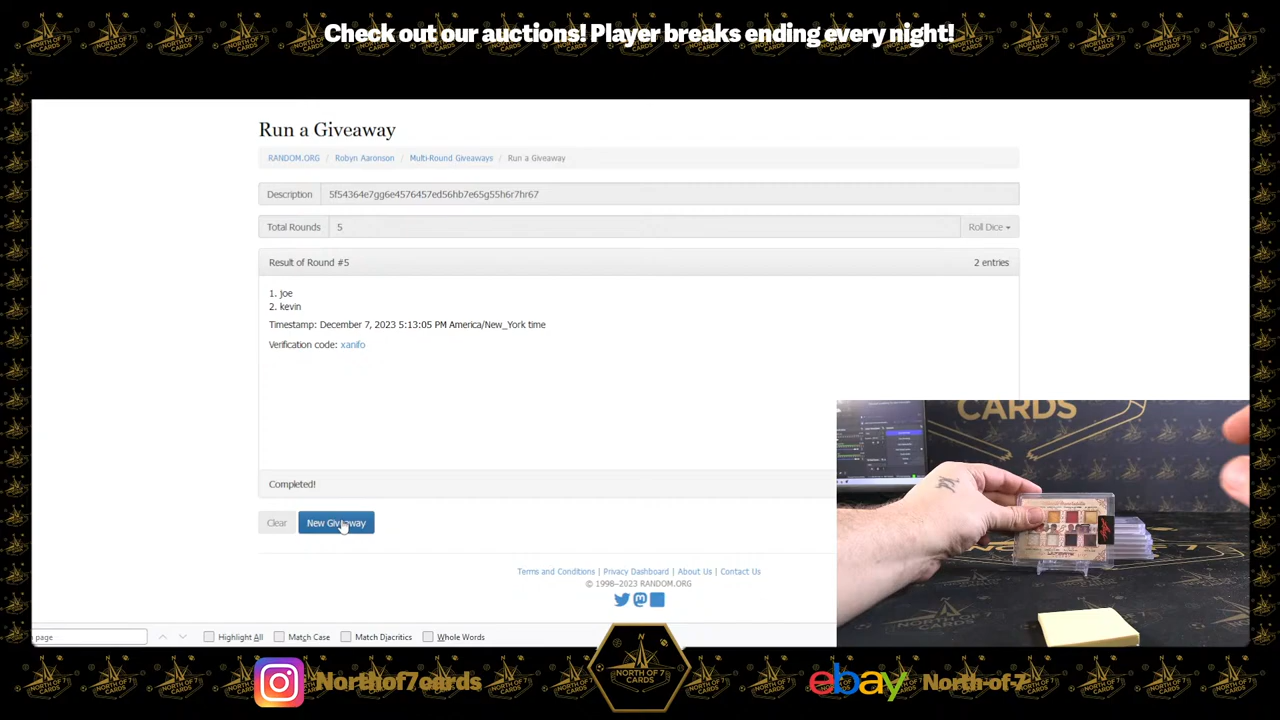 Check out our auctions! Player breaks ending every night!
Run a Giveaway
RANDOM.ORG / Robyn Aaronson / Multi-Round Giveaways / Run a Giveaway
Description 5f54364e7gg6e4576457ed56hb7e65g55h6r7hr67
Total Rounds 5 Roll Dice
Result of Round #5 2 entries
1. joe
2. kevin
Timestamp: December 7, 2023 5:13:05 PM America/New_York time
Verification code: xanifo
CARDS
Completed!
Clear New Giveaway
Terms and Conditions | Privacy Dashboard | About Us | Contact Us
© 1998–2023 RANDOM.ORG
page Highlight All Match Case Match Diacritics Whole Words
Northof7cards
N
NORTH OF 7
CARDS
ebay North-of-7